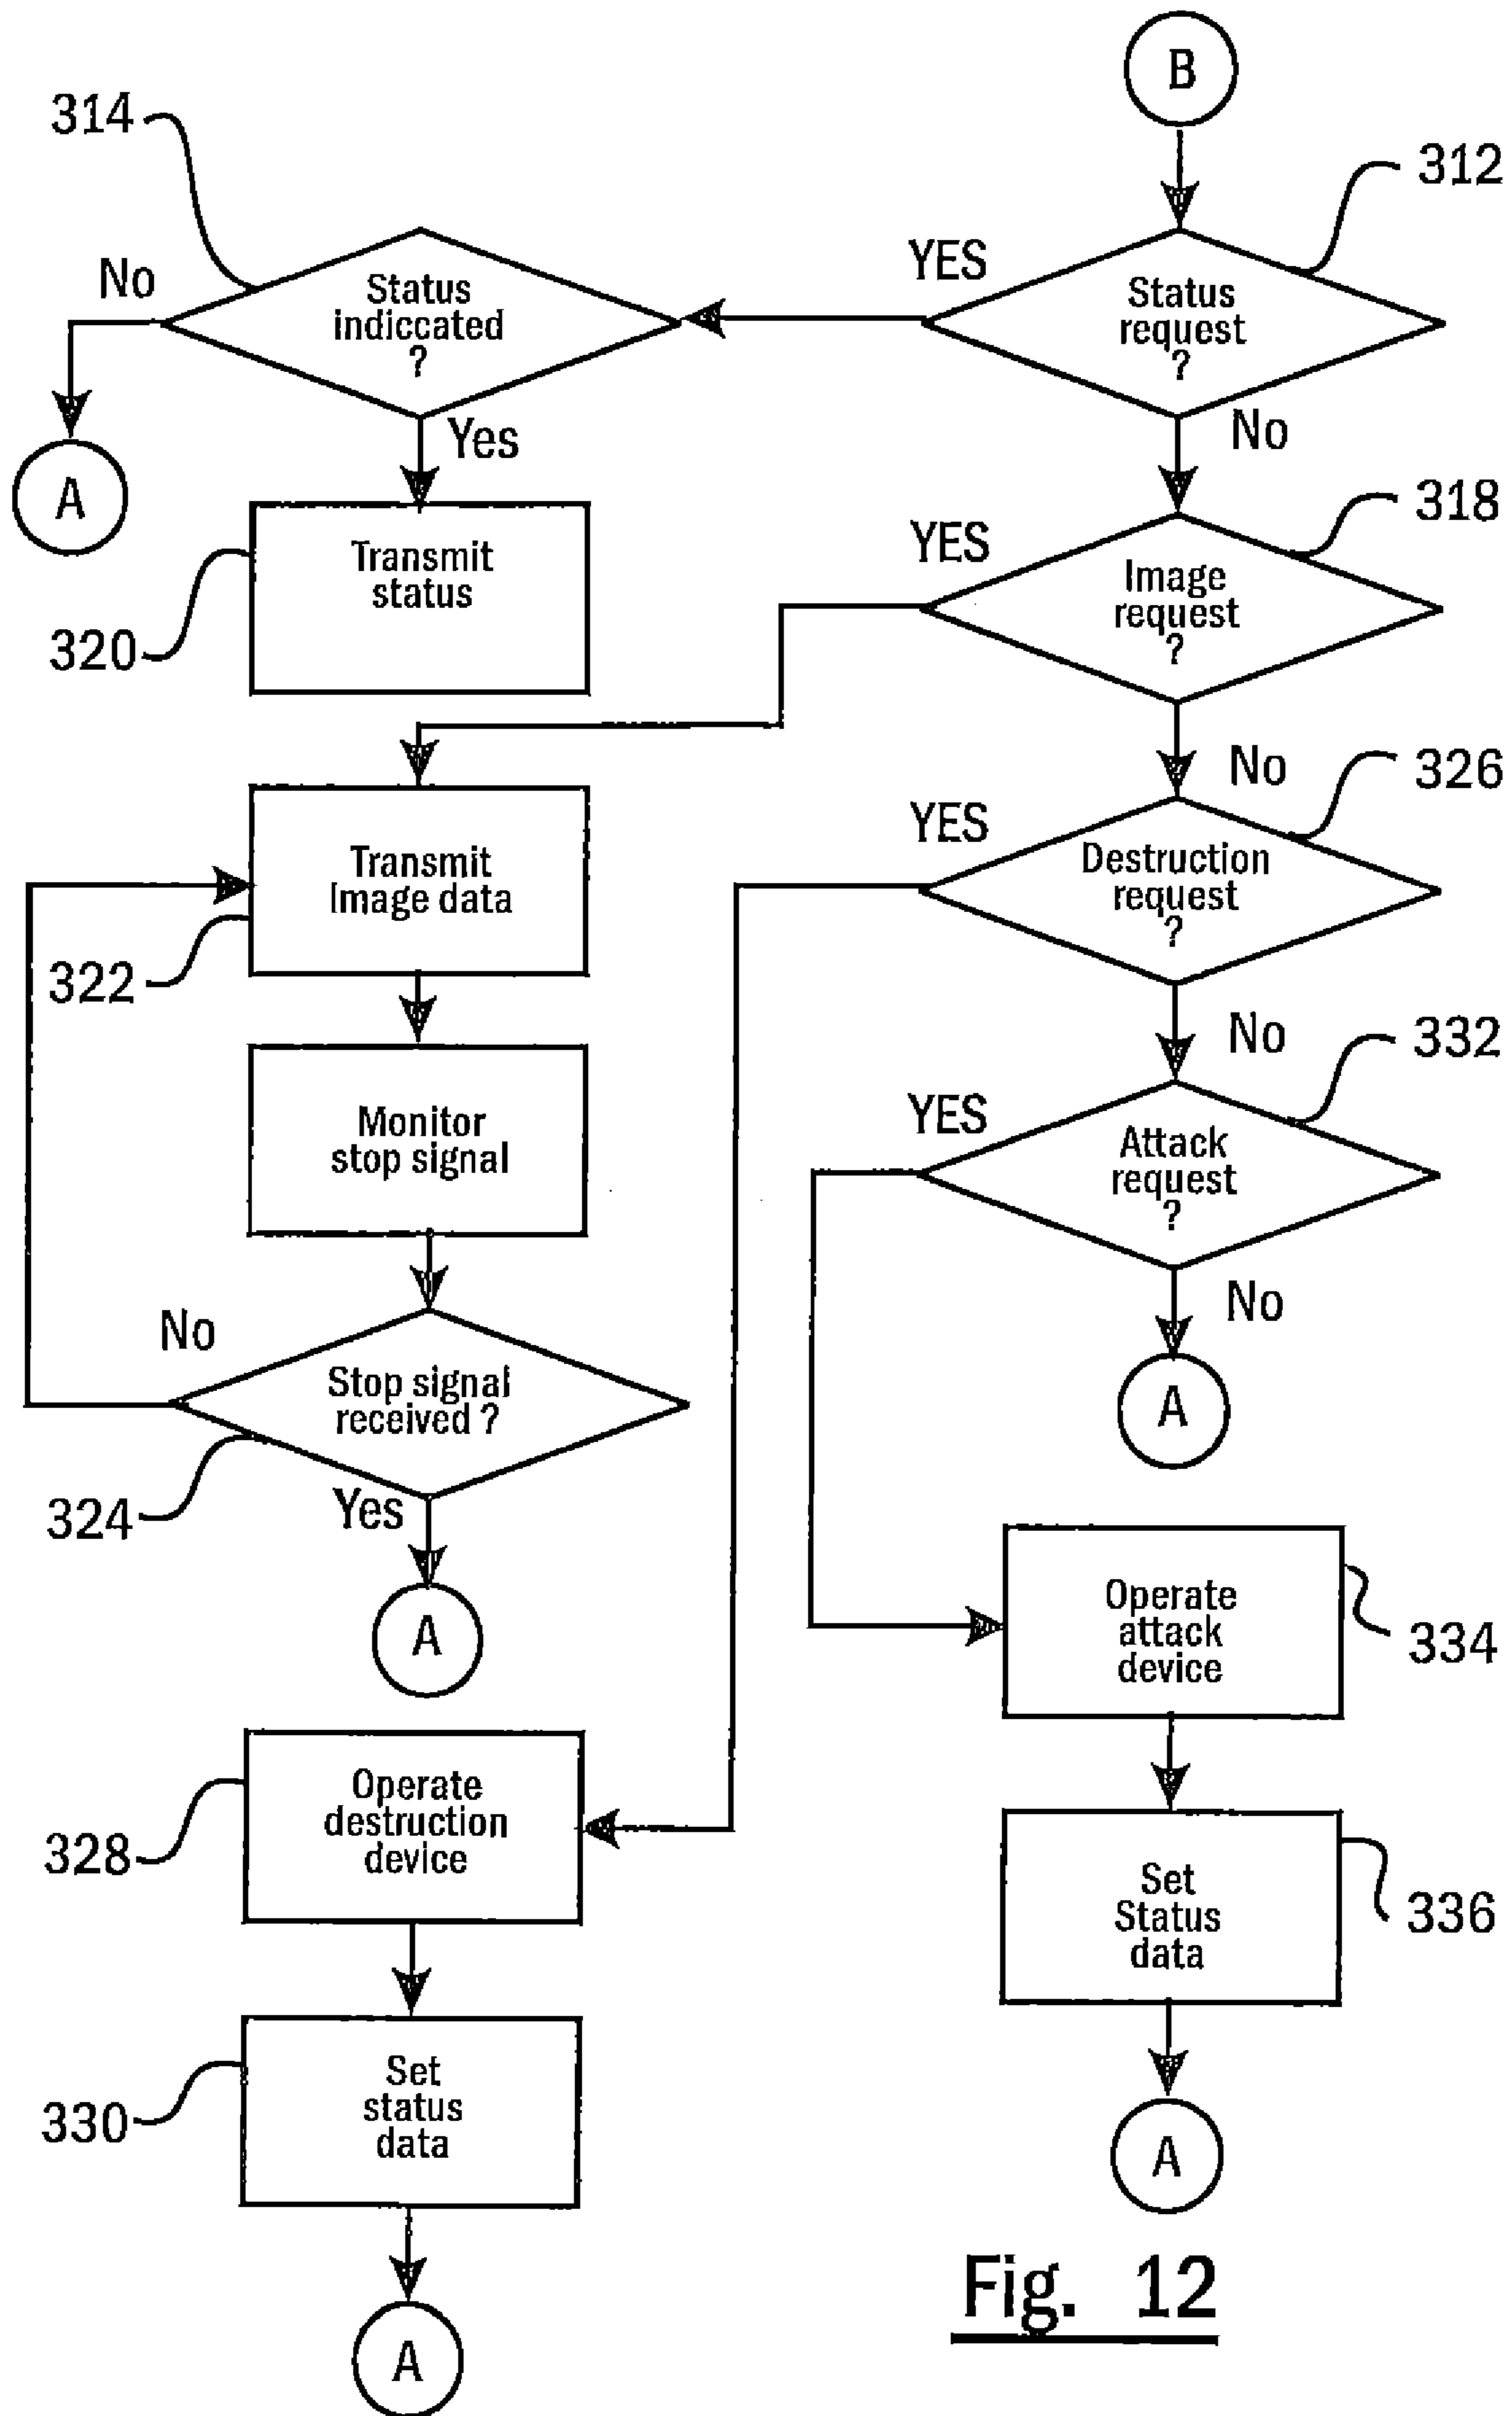 B
314
312
No
Status
indiccated
?
YES
Status
request
?
Yes
No
A
318
Transmit
status
YES
Image
request
?
320
No
326
Transmit
Image data
YES
Destruction
request
?
322
No
332
Monitor
stop signal
YES
Attack
request
?
No
No
Stop signal
received ?
A
324
Yes
A
Operate
attack
device
334
Operate
destruction
device
328
Set
Status
data
336
Set
status
data
330
A
Fig. 12
A